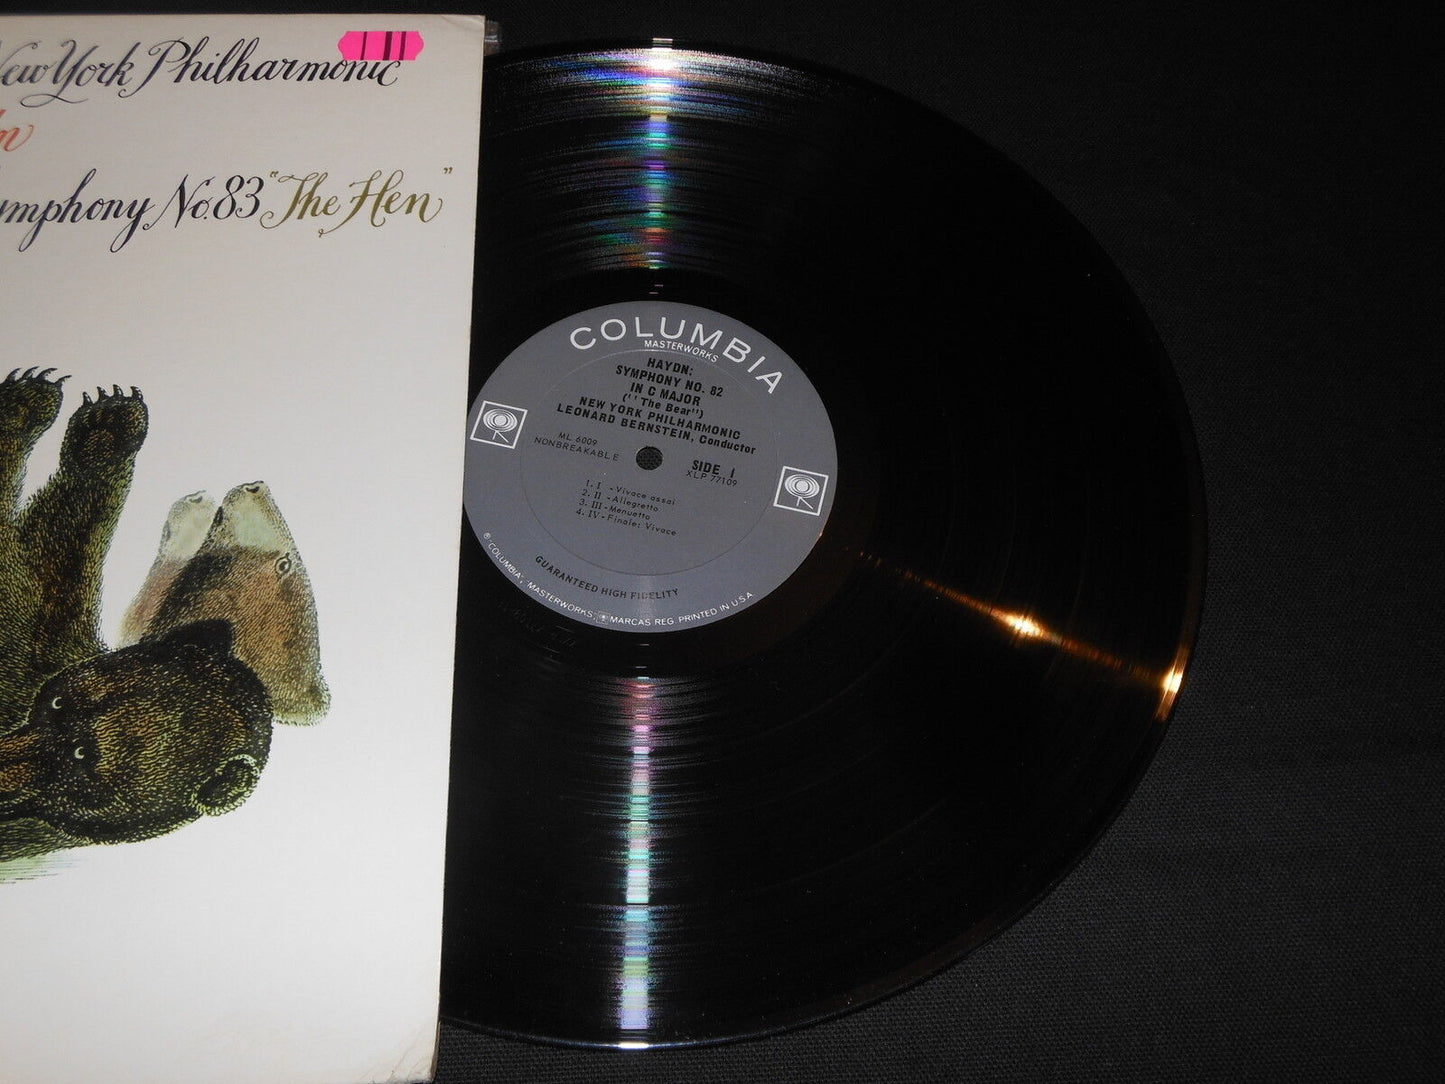 New York Philharmonic
Symphony No. 83 "The Hen"
COLUMBIA
MASTERWORKS
HAYDN:
SYMPHONY NO. 82
IN C MAJOR
(''The Bear'')
NEW YORK PHILHARMONIC
LEONARD BERNSTEIN, Conductor
ML 6009
NONBREAKABLE
SIDE 1
XLP 77109
1. I - Vivace assai
2. II - Allegretto
3. III - Menuetto
4. IV - Finale: Vivace
GUARANTEED HIGH FIDELITY
® "COLUMBIA", "MASTERWORKS", MARCAS REG. PRINTED IN U.S.A.